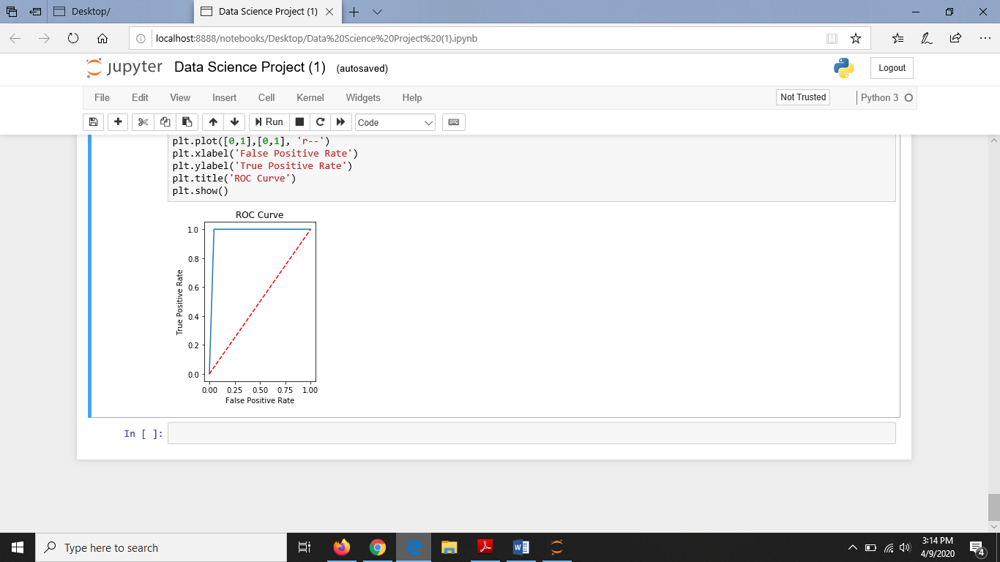 Desktop/
Data Science Project (1)
localhost:8888/notebooks/Desktop/Data%20Science%20Project%20(1).ipynb
jupyter Data Science Project (1) (autosaved)
Logout
File Edit View Insert Cell Kernel Widgets Help
Not Trusted
Python 3
Run
Code
plt.plot([0,1],[0,1], 'r--')
plt.xlabel('False Positive Rate')
plt.ylabel('True Positive Rate')
plt.title('ROC Curve')
plt.show()
ROC Curve
1.0
0.8
0.6
0.4
0.2
0.0
True Positive Rate
0.00 0.25 0.50 0.75 1.00
False Positive Rate
In [ ]:
Type here to search
3:14 PM
4/9/2020
4